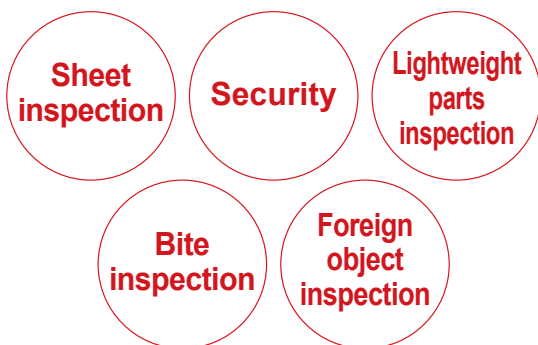 Sheet
inspection
Security
Lightweight
parts
inspection
Bite
inspection
Foreign
object
inspection